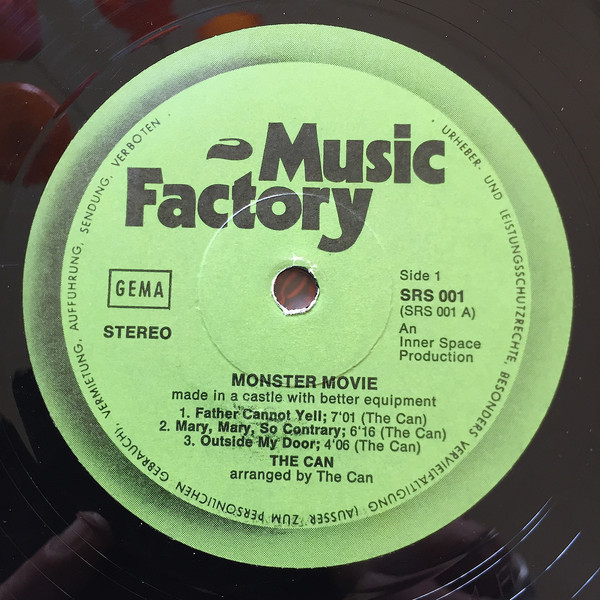 Music
Factory
GEMA
STEREO
Side 1
SRS 001
(SRS 001 A)
An
Inner Space
Production
MONSTER MOVIE
made in a castle with better equipment
1. Father Cannot Yell; 7'01 (The Can)
2. Mary, Mary, So Contrary; 6'16 (The Can)
3. Outside My Door; 4'06 (The Can)
THE CAN
arranged by The Can
URHEBER- UND LEISTUNGSSCHUTZRECHTE, BESONDERS VERVIELFÄLTIGUNG (AUSSER ZUM PERSÖNLICHEN GEBRAUCH), VERMIETUNG, AUFFÜHRUNG, SENDUNG, VERBOTEN